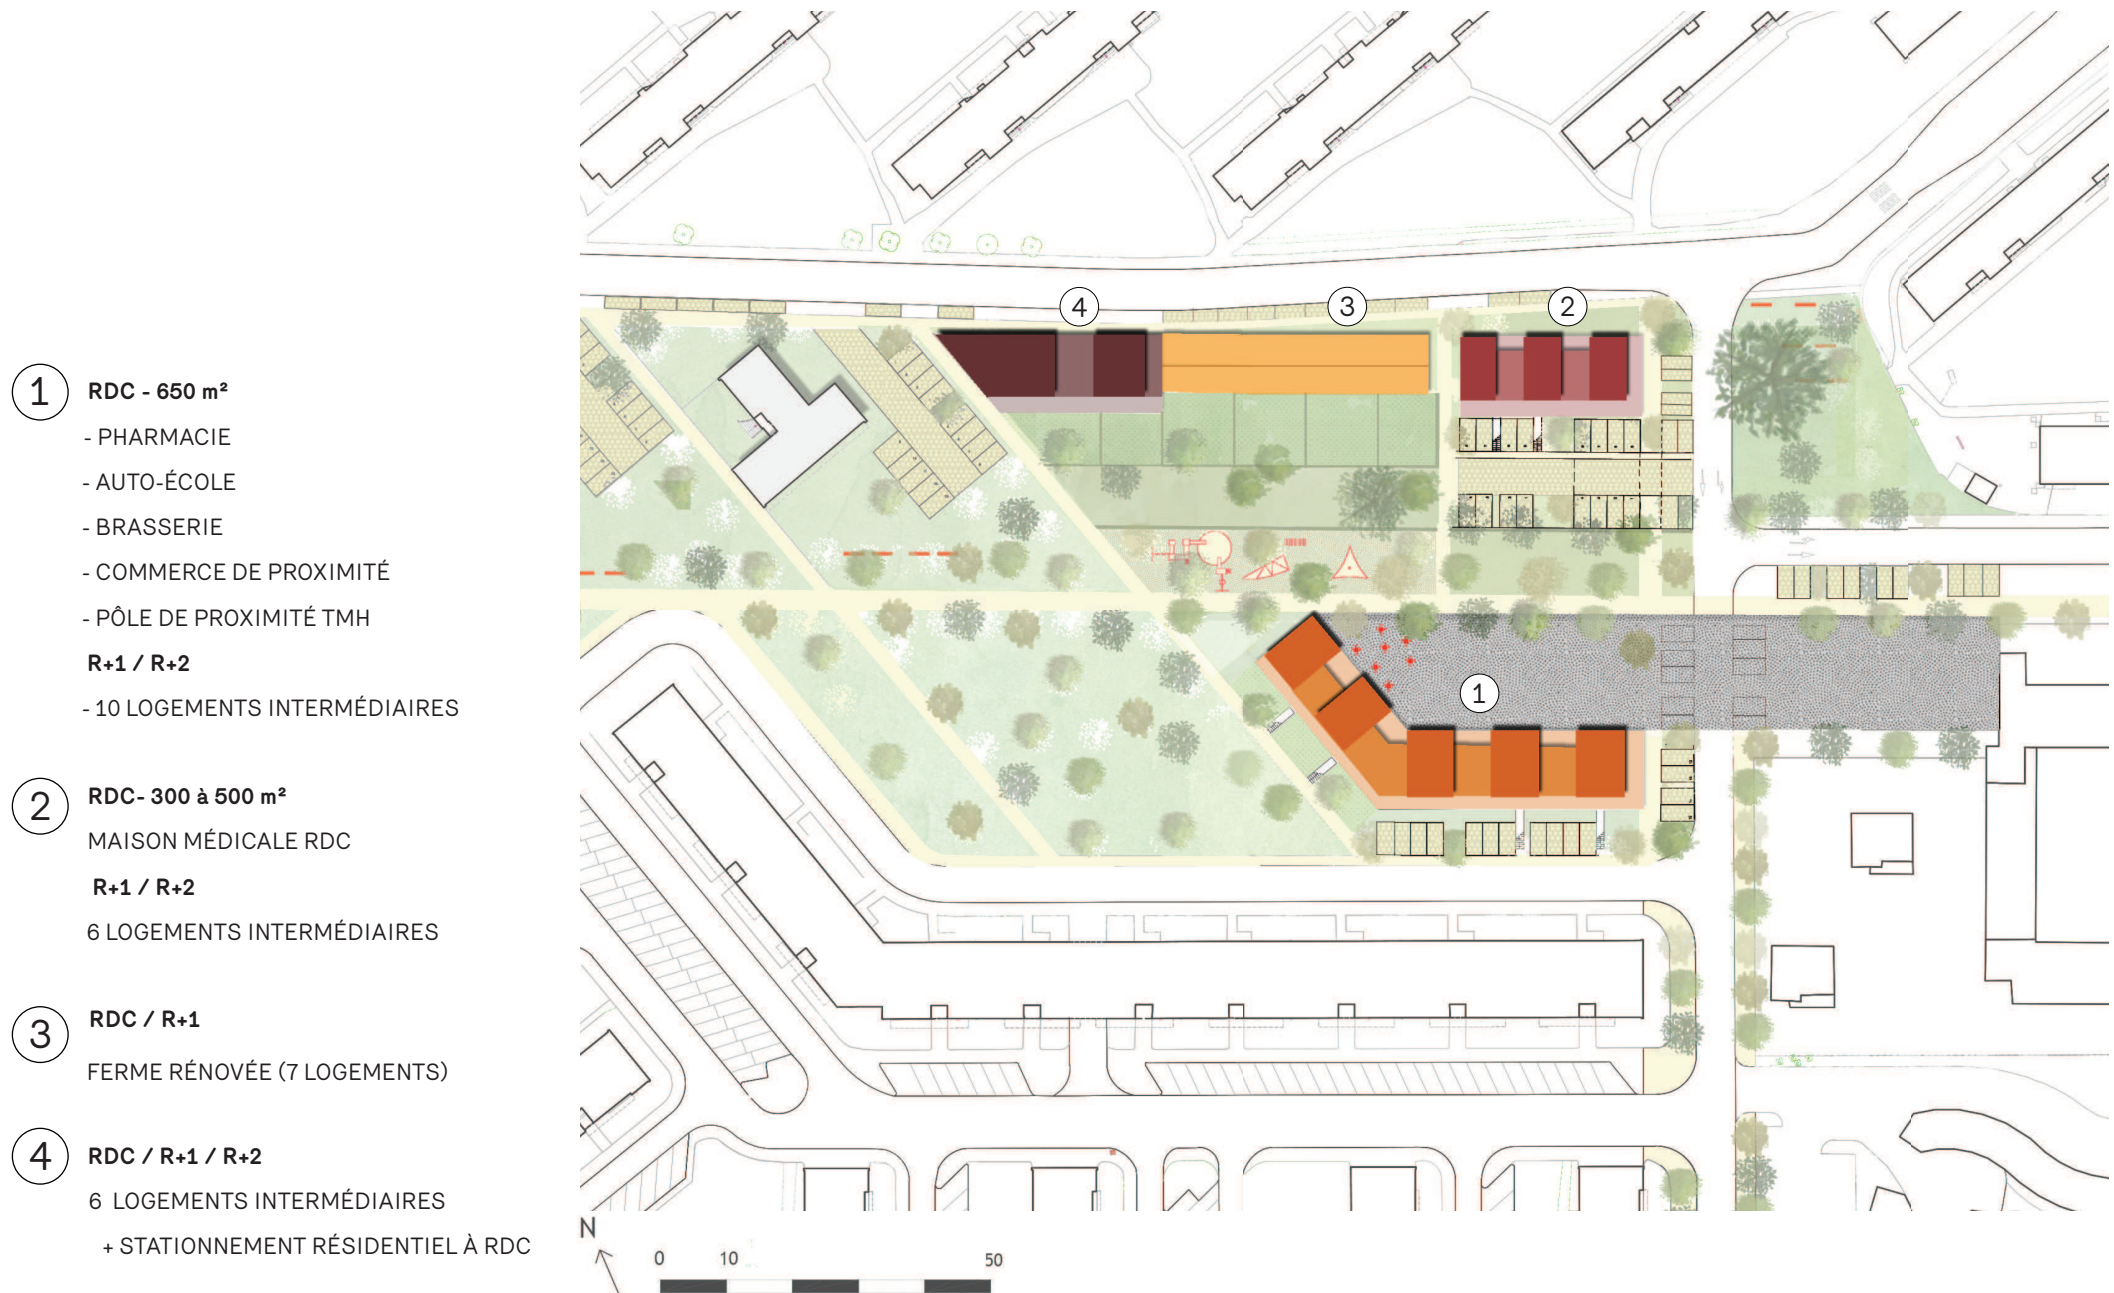 1 RDC - 650 m²
- PHARMACIE
- AUTO-ÉCOLE
- BRASSERIE
- COMMERCE DE PROXIMITÉ
- PÔLE DE PROXIMITÉ TMH
R+1 / R+2
- 10 LOGEMENTS INTERMÉDIAIRES
2 RDC- 300 à 500 m²
MAISON MÉDICALE RDC
R+1 / R+2
6 LOGEMENTS INTERMÉDIAIRES
3 RDC / R+1
FERME RÉNOVÉE (7 LOGEMENTS)
4 RDC / R+1 / R+2
6 LOGEMENTS INTERMÉDIAIRES
+ STATIONNEMENT RÉSIDENTIEL À RDC
4
3
2
1
N
0 10 50